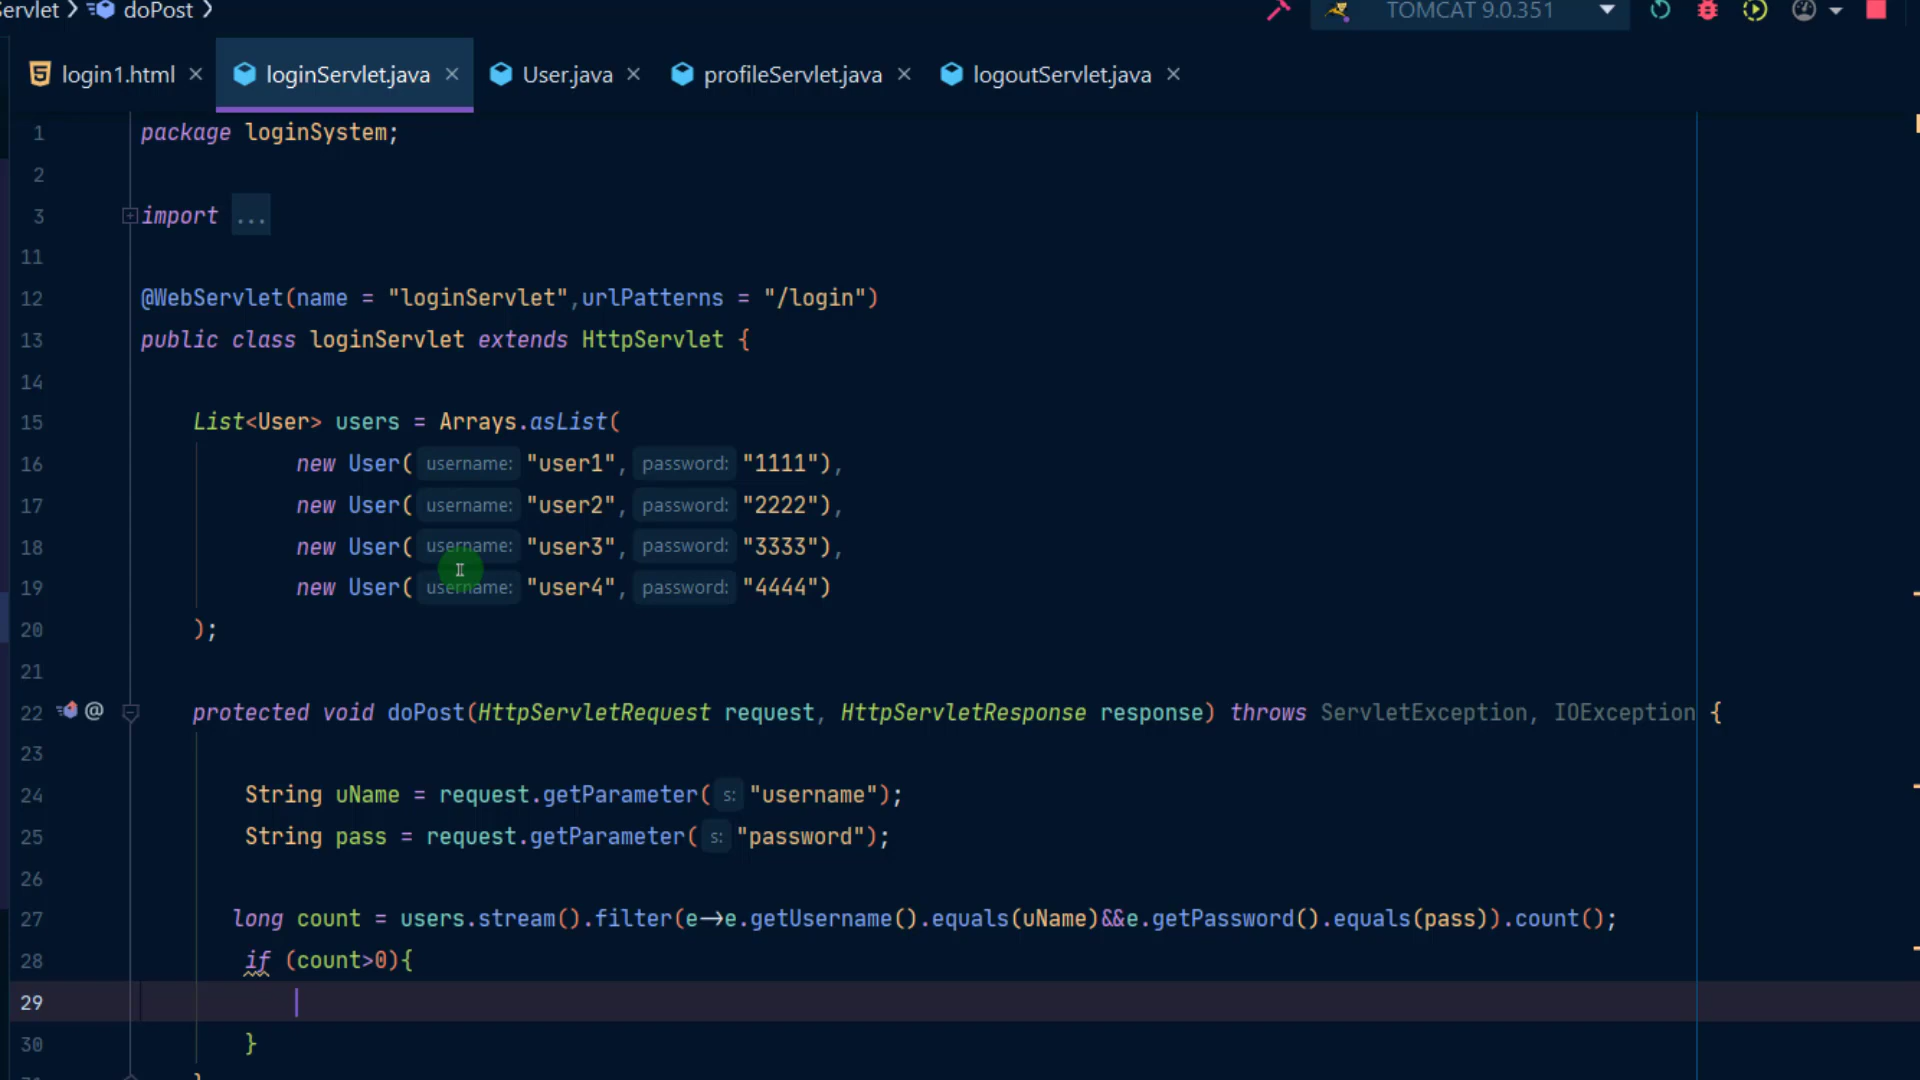 Servlet > doPost >
TOMCAT 9.0.351
login1.html × loginServlet.java × User.java × profileServlet.java × logoutServlet.java ×
1 package loginSystem;
2
3 import ...
11
12 @WebServlet(name = "loginServlet",urlPatterns = "/login")
13 public class loginServlet extends HttpServlet {
14
15 List<User> users = Arrays.asList(
16 new User( username: "user1", password: "1111"),
17 new User( username: "user2", password: "2222"),
18 new User( username: "user3", password: "3333"),
19 new User( username: "user4", password: "4444")
20 );
21
22 @ protected void doPost(HttpServletRequest request, HttpServletResponse response) throws ServletException, IOException {
23
24 String uName = request.getParameter( s: "username");
25 String pass = request.getParameter( s: "password");
26
27 long count = users.stream().filter(e->e.getUsername().equals(uName)&&e.getPassword().equals(pass)).count();
28 if (count>0){
29
30 }